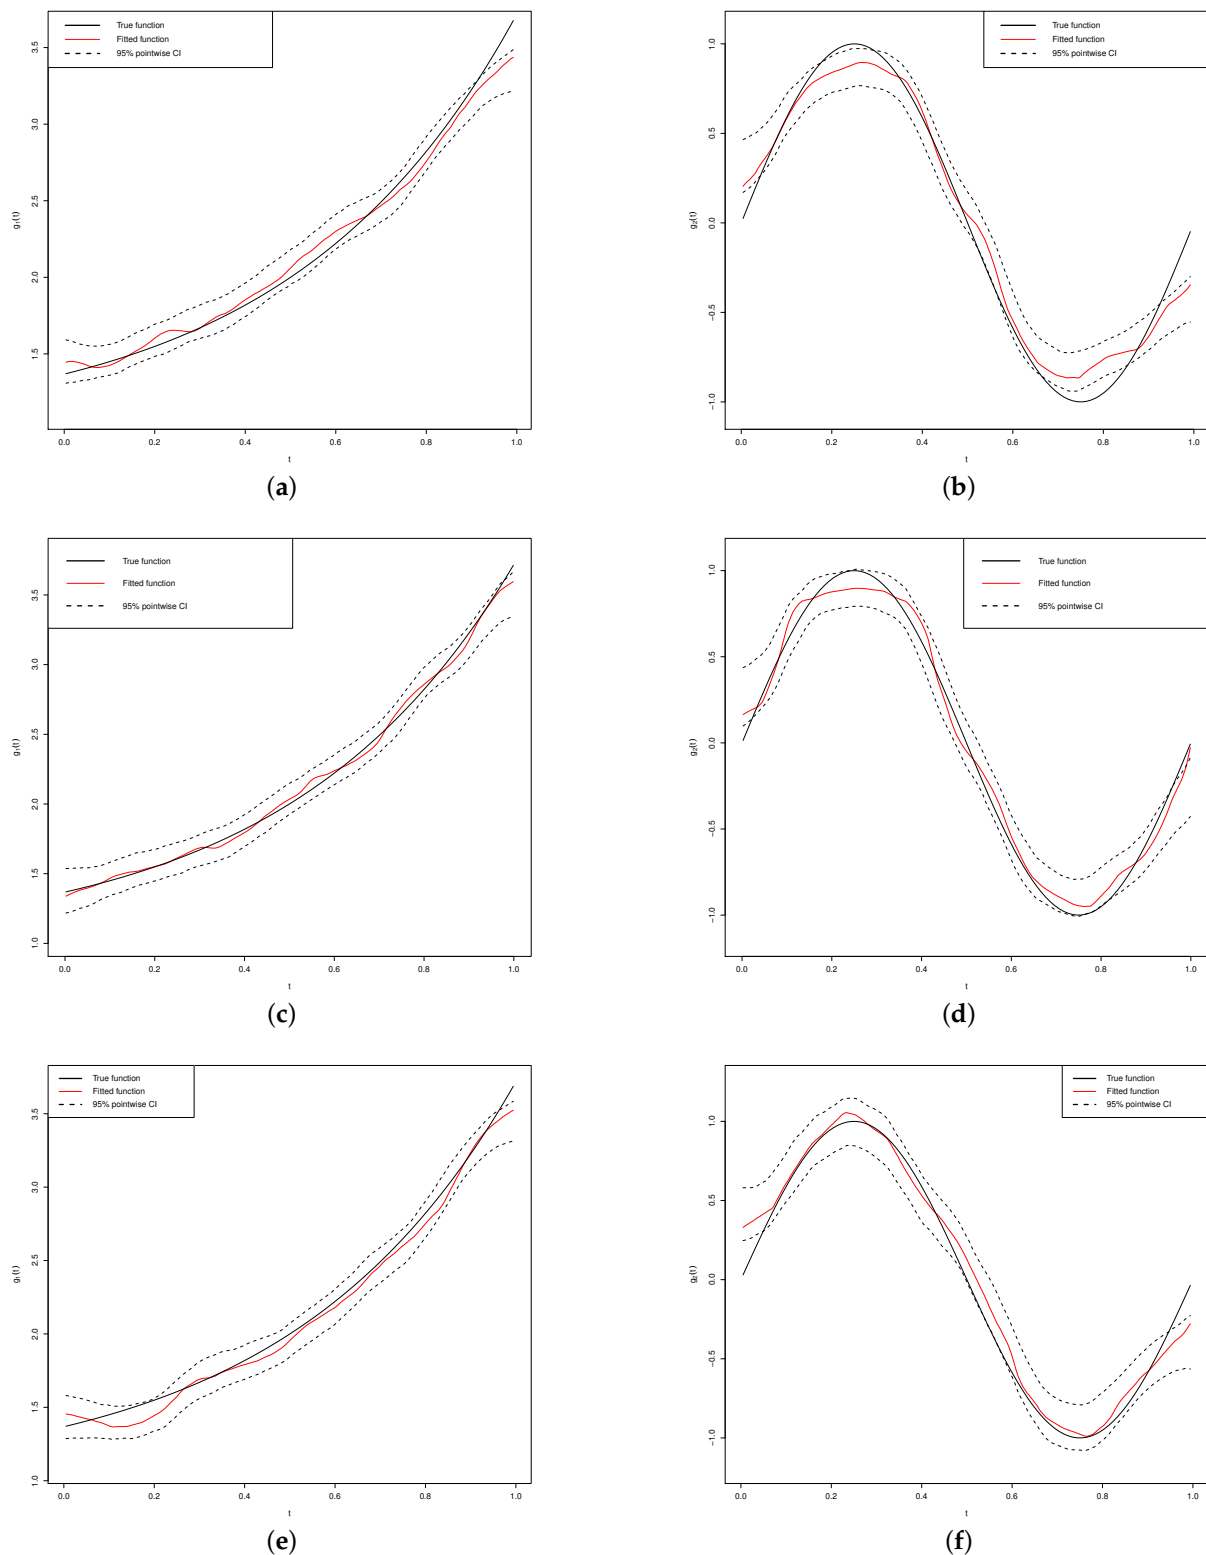 True function
Fitted function
95% pointwise CI
g₁(t)
3.5
3.0
2.5
2.0
1.5
0.0 0.2 0.4 0.6 0.8 1.0
t
(a)
True function
Fitted function
95% pointwise CI
g₂(t)
1.0
0.5
0.0
−0.5
−1.0
0.0 0.2 0.4 0.6 0.8 1.0
t
(b)
True function
Fitted function
95% pointwise CI
g₁(t)
3.5
3.0
2.5
2.0
1.5
1.0
0.0 0.2 0.4 0.6 0.8 1.0
t
(c)
True function
Fitted function
95% pointwise CI
g₂(t)
1.0
0.5
0.0
−0.5
−1.0
0.0 0.2 0.4 0.6 0.8 1.0
t
(d)
True function
Fitted function
95% pointwise CI
g₁(t)
3.5
3.0
2.5
2.0
1.5
1.0
0.0 0.2 0.4 0.6 0.8 1.0
t
(e)
True function
Fitted function
95% pointwise CI
g₂(t)
1.0
0.5
0.0
−0.5
−1.0
0.0 0.2 0.4 0.6 0.8 1.0
t
(f)